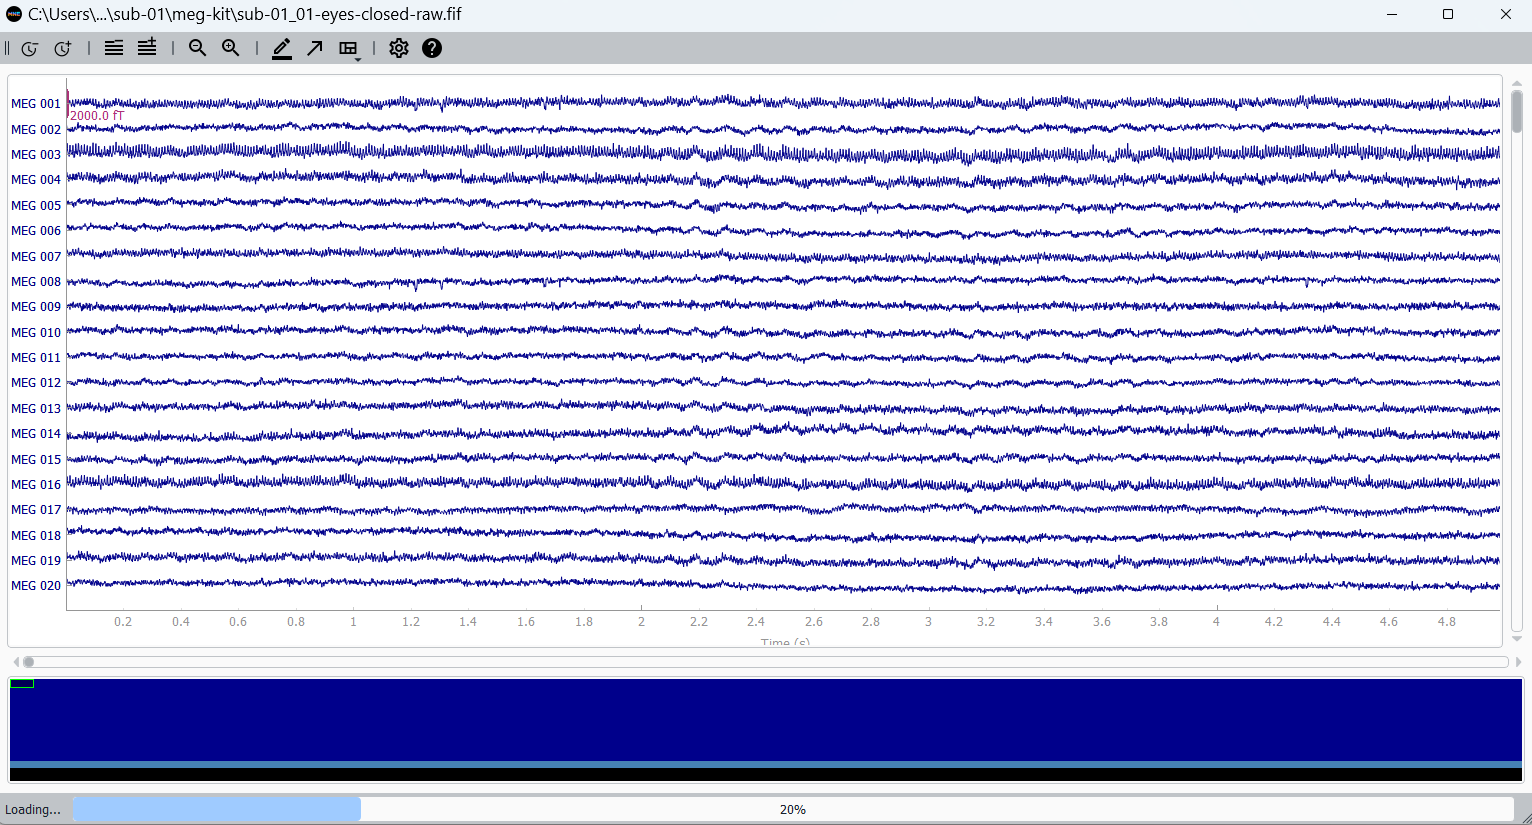 C:\Users\...\sub-01\meg-kit\sub-01_01-eyes-closed-raw.fif
MEG 001
2000.0 fT
MEG 002
MEG 003
MEG 004
MEG 005
MEG 006
MEG 007
MEG 008
MEG 009
MEG 010
MEG 011
MEG 012
MEG 013
MEG 014
MEG 015
MEG 016
MEG 017
MEG 018
MEG 019
MEG 020
0.2 0.4 0.6 0.8 1 1.2 1.4 1.6 1.8 2 2.2 2.4 2.6 2.8 3 3.2 3.4 3.6 3.8 4 4.2 4.4 4.6 4.8
Time (s)
Loading... 20%